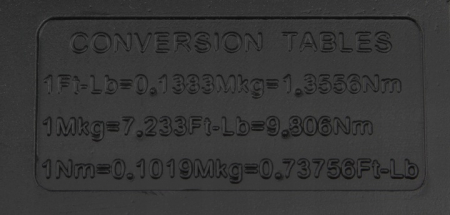 CONVERSION TABLES
1Ft-Lb=0.1383Mkg=1.3556Nm
1Mkg=7.233Ft-Lb=9.806Nm
1Nm=0.1019Mkg=0.73756Ft-Lb